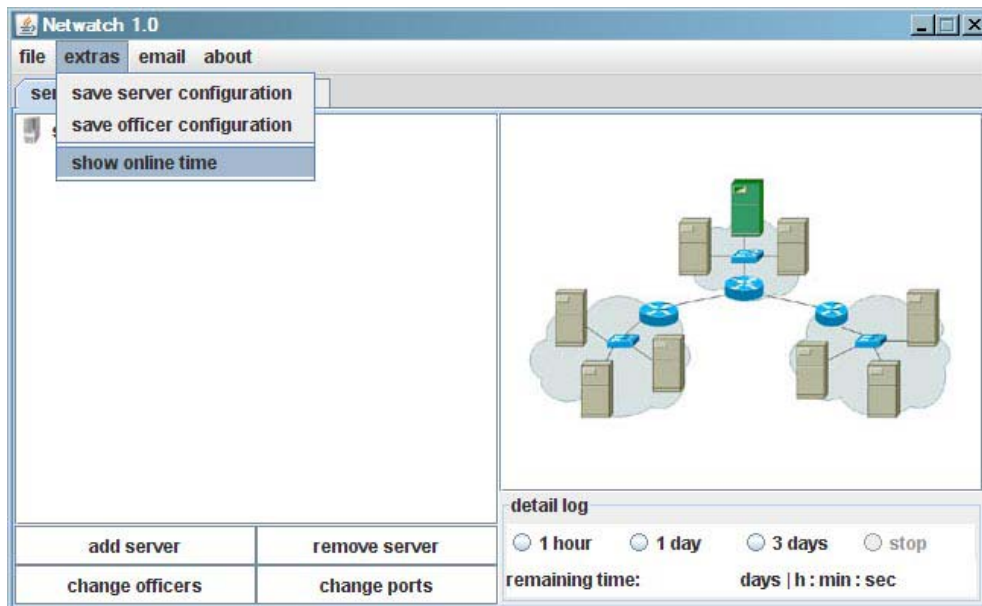 Netwatch 1.0
file extras email about
save server configuration
save officer configuration
show online time
detail log
1 hour 1 day 3 days stop
remaining time: days | h : min : sec
add server remove server
change officers change ports